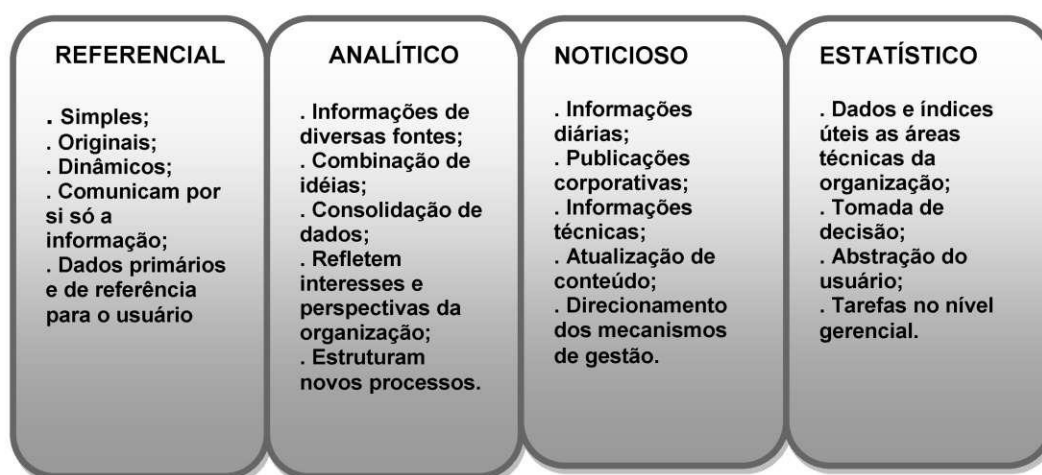 REFERENCIAL
. Simples;
. Originais;
. Dinâmicos;
. Comunicam por
si só a
informação;
. Dados primários
e de referência
para o usuário
ANALÍTICO
. Informações de
diversas fontes;
. Combinação de
idéias;
. Consolidação de
dados;
. Refletem
interesses e
perspectivas da
organização;
. Estruturam
novos processos.
NOTICIOSO
. Informações
diárias;
. Publicações
corporativas;
. Informações
técnicas;
. Atualização de
conteúdo;
. Direcionamento
dos mecanismos
de gestão.
ESTATÍSTICO
. Dados e índices
úteis as áreas
técnicas da
organização;
. Tomada de
decisão;
. Abstração do
usuário;
. Tarefas no nível
gerencial.